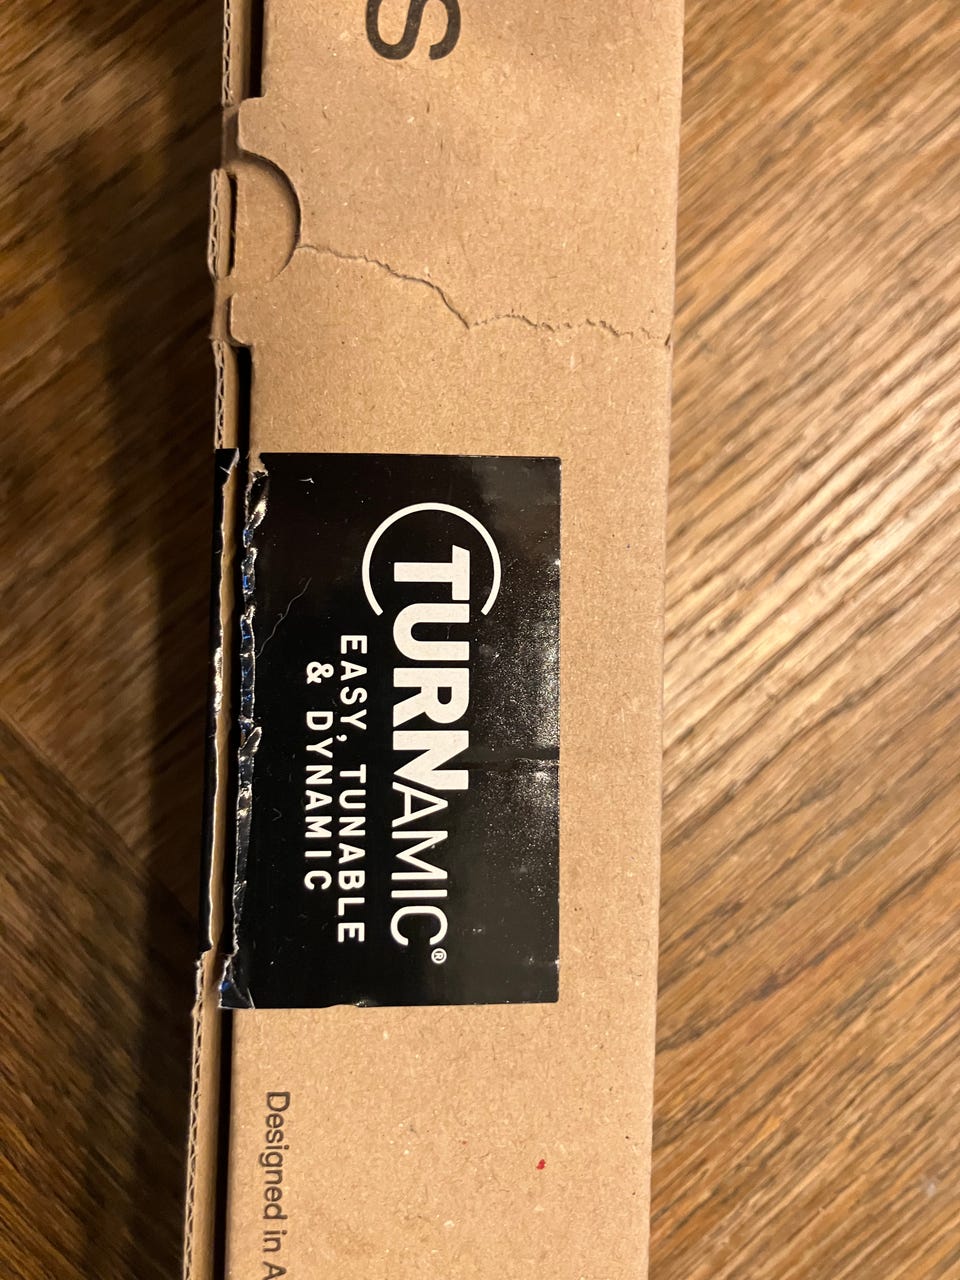 S
TURNAMIC®
EASY, TUNABLE
& DYNAMIC
Designed in A